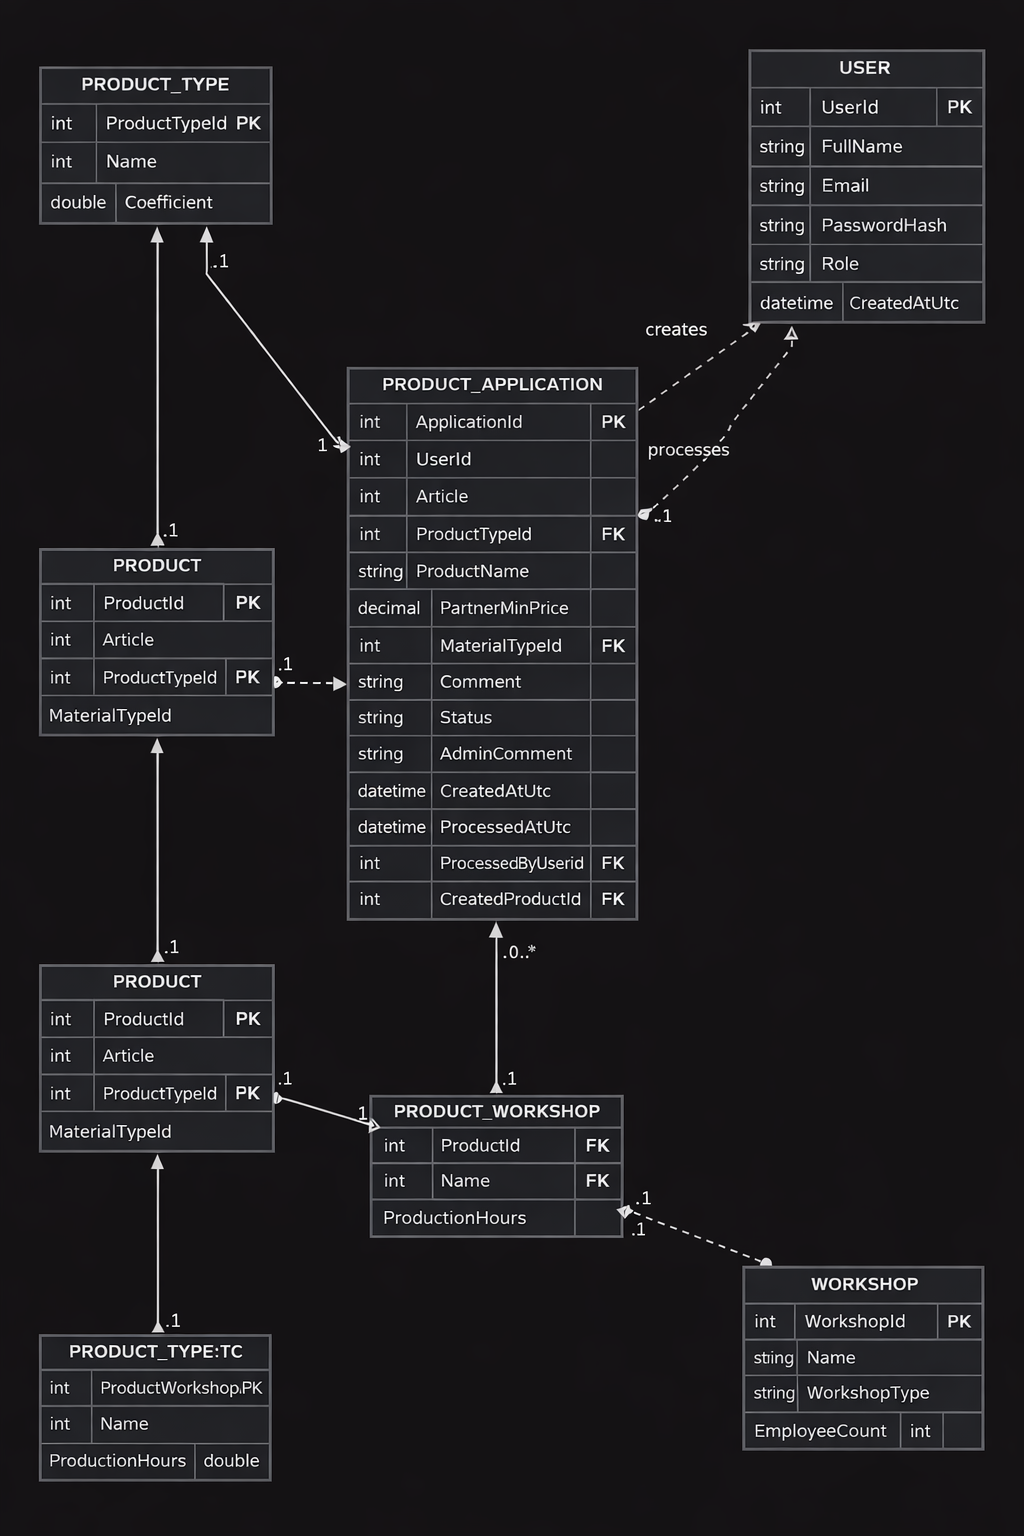 PRODUCT_TYPE
int ProductTypeId PK
int Name
double Coefficient
.1
USER
int UserId PK
string FullName
string Email
string PasswordHash
string Role
datetime CreatedAtUtc
creates
processes
1
..1
PRODUCT_APPLICATION
int ApplicationId PK
int UserId
int Article
int ProductTypeId FK
string ProductName
decimal PartnerMinPrice
int MaterialTypeId FK
string Comment
string Status
string AdminComment
datetime CreatedAtUtc
datetime ProcessedAtUtc
int ProcessedByUserid FK
int CreatedProductId FK
.1
PRODUCT
int ProductId PK
int Article
int ProductTypeId PK
MaterialTypeId
.1
.1
PRODUCT
int ProductId PK
int Article
int ProductTypeId PK
MaterialTypeId
.1
.0..*
.1
1
PRODUCT_WORKSHOP
int ProductId FK
int Name FK
ProductionHours
.1
.1
WORKSHOP
int WorkshopId PK
stiing Name
string WorkshopType
EmployeeCount int
.1
PRODUCT_TYPE:TC
int ProductWorkshop.PK
int Name
ProductionHours double